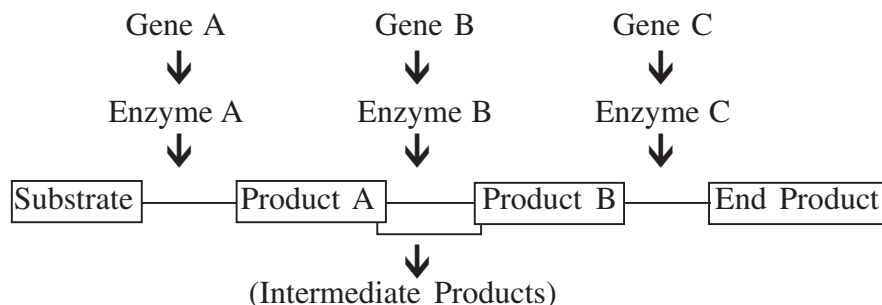 Gene A Gene B Gene C
Enzyme A Enzyme B Enzyme C
Substrate Product A Product B End Product
(Intermediate Products)